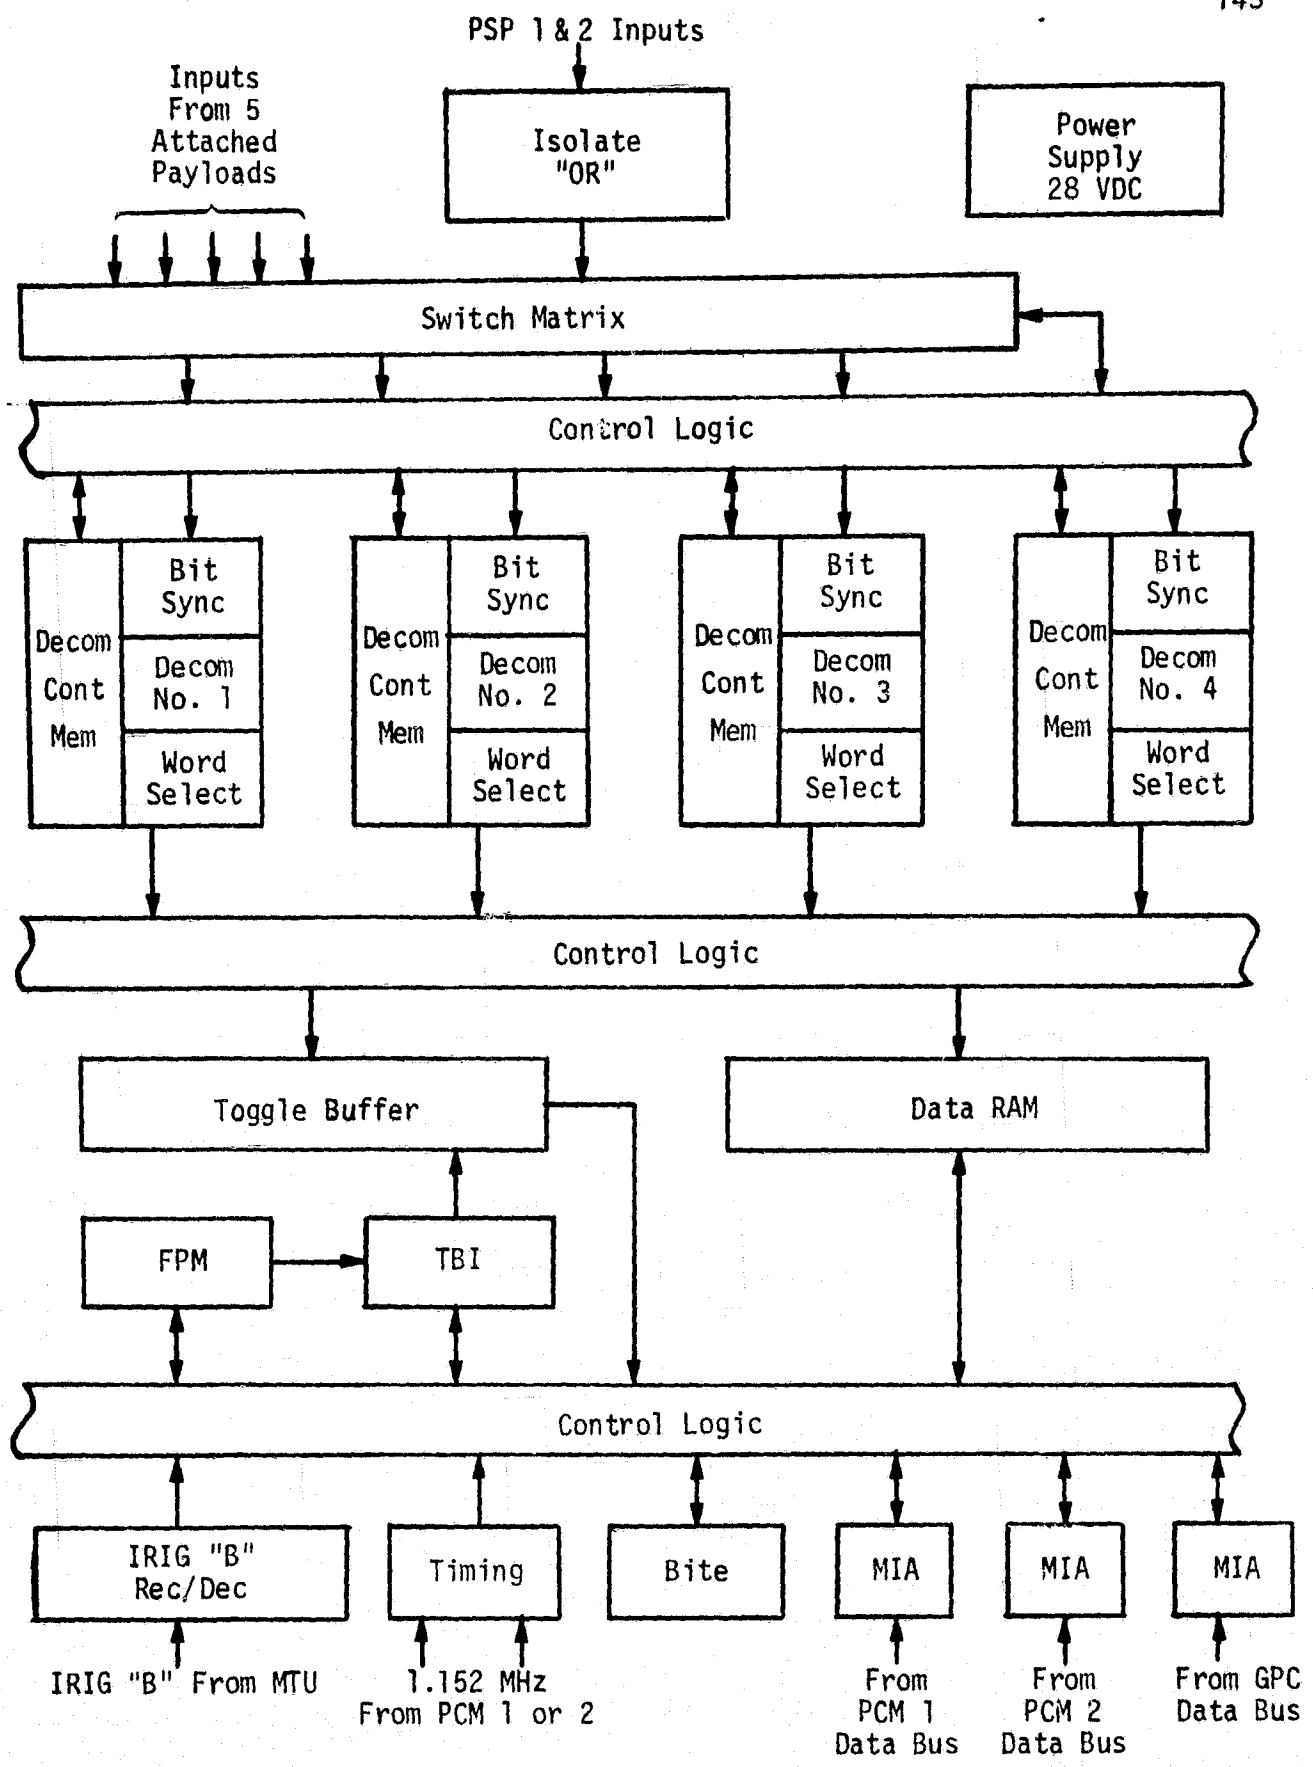 143
PSP 1 & 2 Inputs
Inputs
From 5
Attached
Payloads
Isolate
"OR"
Power
Supply
28 VDC
Switch Matrix
Control Logic
Decom
Cont
Mem
Bit
Sync
Decom
No. 1
Word
Select
Decom
Cont
Mem
Bit
Sync
Decom
No. 2
Word
Select
Decom
Cont
Mem
Bit
Sync
Decom
No. 3
Word
Select
Decom
Cont
Mem
Bit
Sync
Decom
No. 4
Word
Select
Control Logic
Toggle Buffer
Data RAM
FPM
TBI
Control Logic
IRIG "B"
Rec/Dec
Timing
Bite
MIA
MIA
MIA
IRIG "B" From MTU
1.152 MHz
From PCM 1 or 2
From
PCM 1
Data Bus
From
PCM 2
Data Bus
From GPC
Data Bus